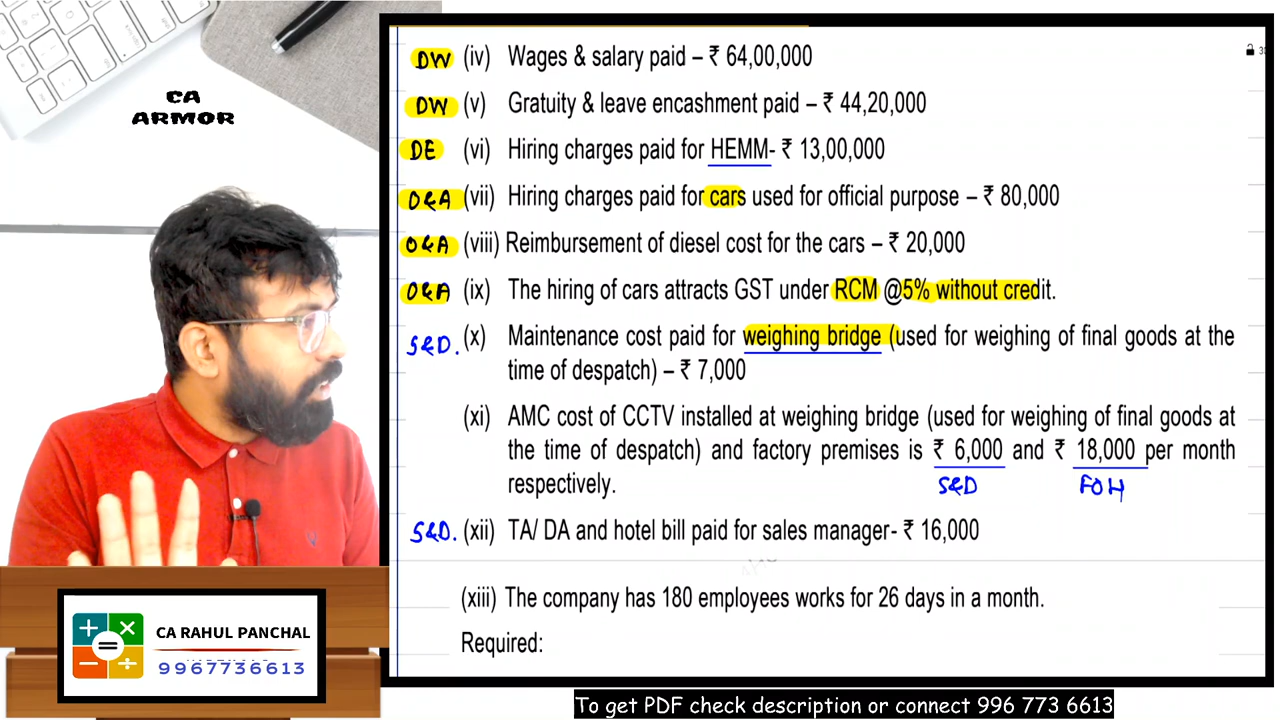 CA
ARMOR
DW (iv) Wages & salary paid – ₹ 64,00,000
DW (v) Gratuity & leave encashment paid – ₹ 44,20,000
DE (vi) Hiring charges paid for HEMM- ₹ 13,00,000
O&A (vii) Hiring charges paid for cars used for official purpose – ₹ 80,000
O&A (viii) Reimbursement of diesel cost for the cars – ₹ 20,000
O&A (ix) The hiring of cars attracts GST under RCM @5% without credit.
S&D. (x) Maintenance cost paid for weighing bridge (used for weighing of final goods at the
time of despatch) – ₹ 7,000
(xi) AMC cost of CCTV installed at weighing bridge (used for weighing of final goods at
the time of despatch) and factory premises is ₹ 6,000 and ₹ 18,000 per month
respectively. S&D FOH
S&D. (xii) TA/ DA and hotel bill paid for sales manager- ₹ 16,000
(xiii) The company has 180 employees works for 26 days in a month.
Required:
CA RAHUL PANCHAL
9967736613
To get PDF check description or connect 996 773 6613